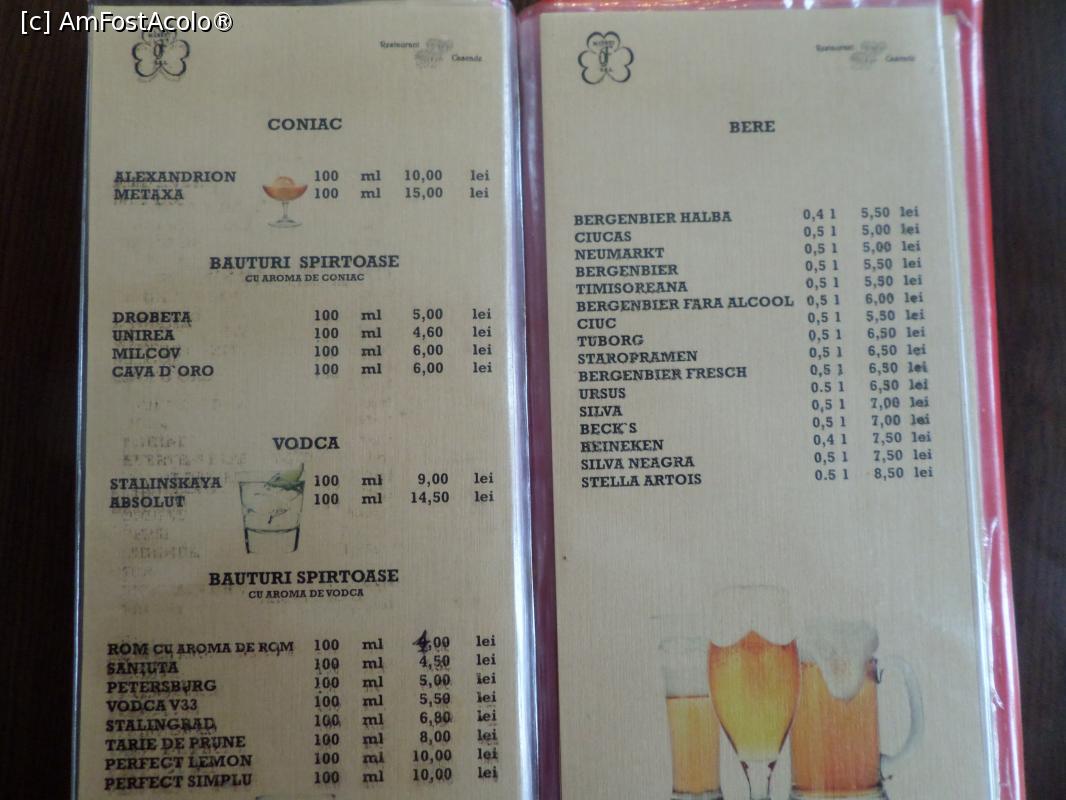 [c] AmFostAcolo®
Restaurant
CONIAC
ALEXANDRION 100 ml 10,00 lei
METAXA 100 ml 15,00 lei
BAUTURI SPIRTOASE
CU AROMA DE CONIAC
DROBETA 100 ml 5,00 lei
UNIREA 100 ml 4,60 lei
MILCOV 100 ml 6,00 lei
CAVA D`ORO 100 ml 6,00 lei
VODCA
STALINSKAYA 100 ml 9,00 lei
ABSOLUT 100 ml 14,50 lei
BAUTURI SPIRTOASE
CU AROMA DE VODCA
ROM CU AROMA DE ROM 100 ml 4,00 lei
SANIUTA 100 ml 4,50 lei
PETERSBURG 100 ml 5,00 lei
VODCA V33 100 ml 5,50 lei
STALINGRAD 100 ml 6,80 lei
TARIE DE PRUNE 100 ml 8,00 lei
PERFECT LEMON 100 ml 10,00 lei
PERFECT SIMPLU 100 ml 10,00 lei
Restaurant
BERE
BERGENBIER HALBA 0,4 l 5,50 lei
CIUCAS 0,5 l 5,00 lei
NEUMARKT 0,5 l 5,00 lei
BERGENBIER 0,5 l 5,50 lei
TIMISOREANA 0,5 l 5,50 lei
BERGENBIER FARA ALCOOL 0,5 l 6,00 lei
CIUC 0,5 l 5,50 lei
TUBORG 0,5 l 6,50 lei
STAROPRAMEN 0,5 l 6,50 lei
BERGENBIER FRESCH 0,5 l 6,50 lei
URSUS 0.5 l 6,50 lei
SILVA 0,5 l 7,00 lei
BECK`S 0,5 l 7,00 lei
HEINEKEN 0,4 l 7,50 lei
SILVA NEAGRA 0,5 l 7,50 lei
STELLA ARTOIS 0.5 l 8,50 lei